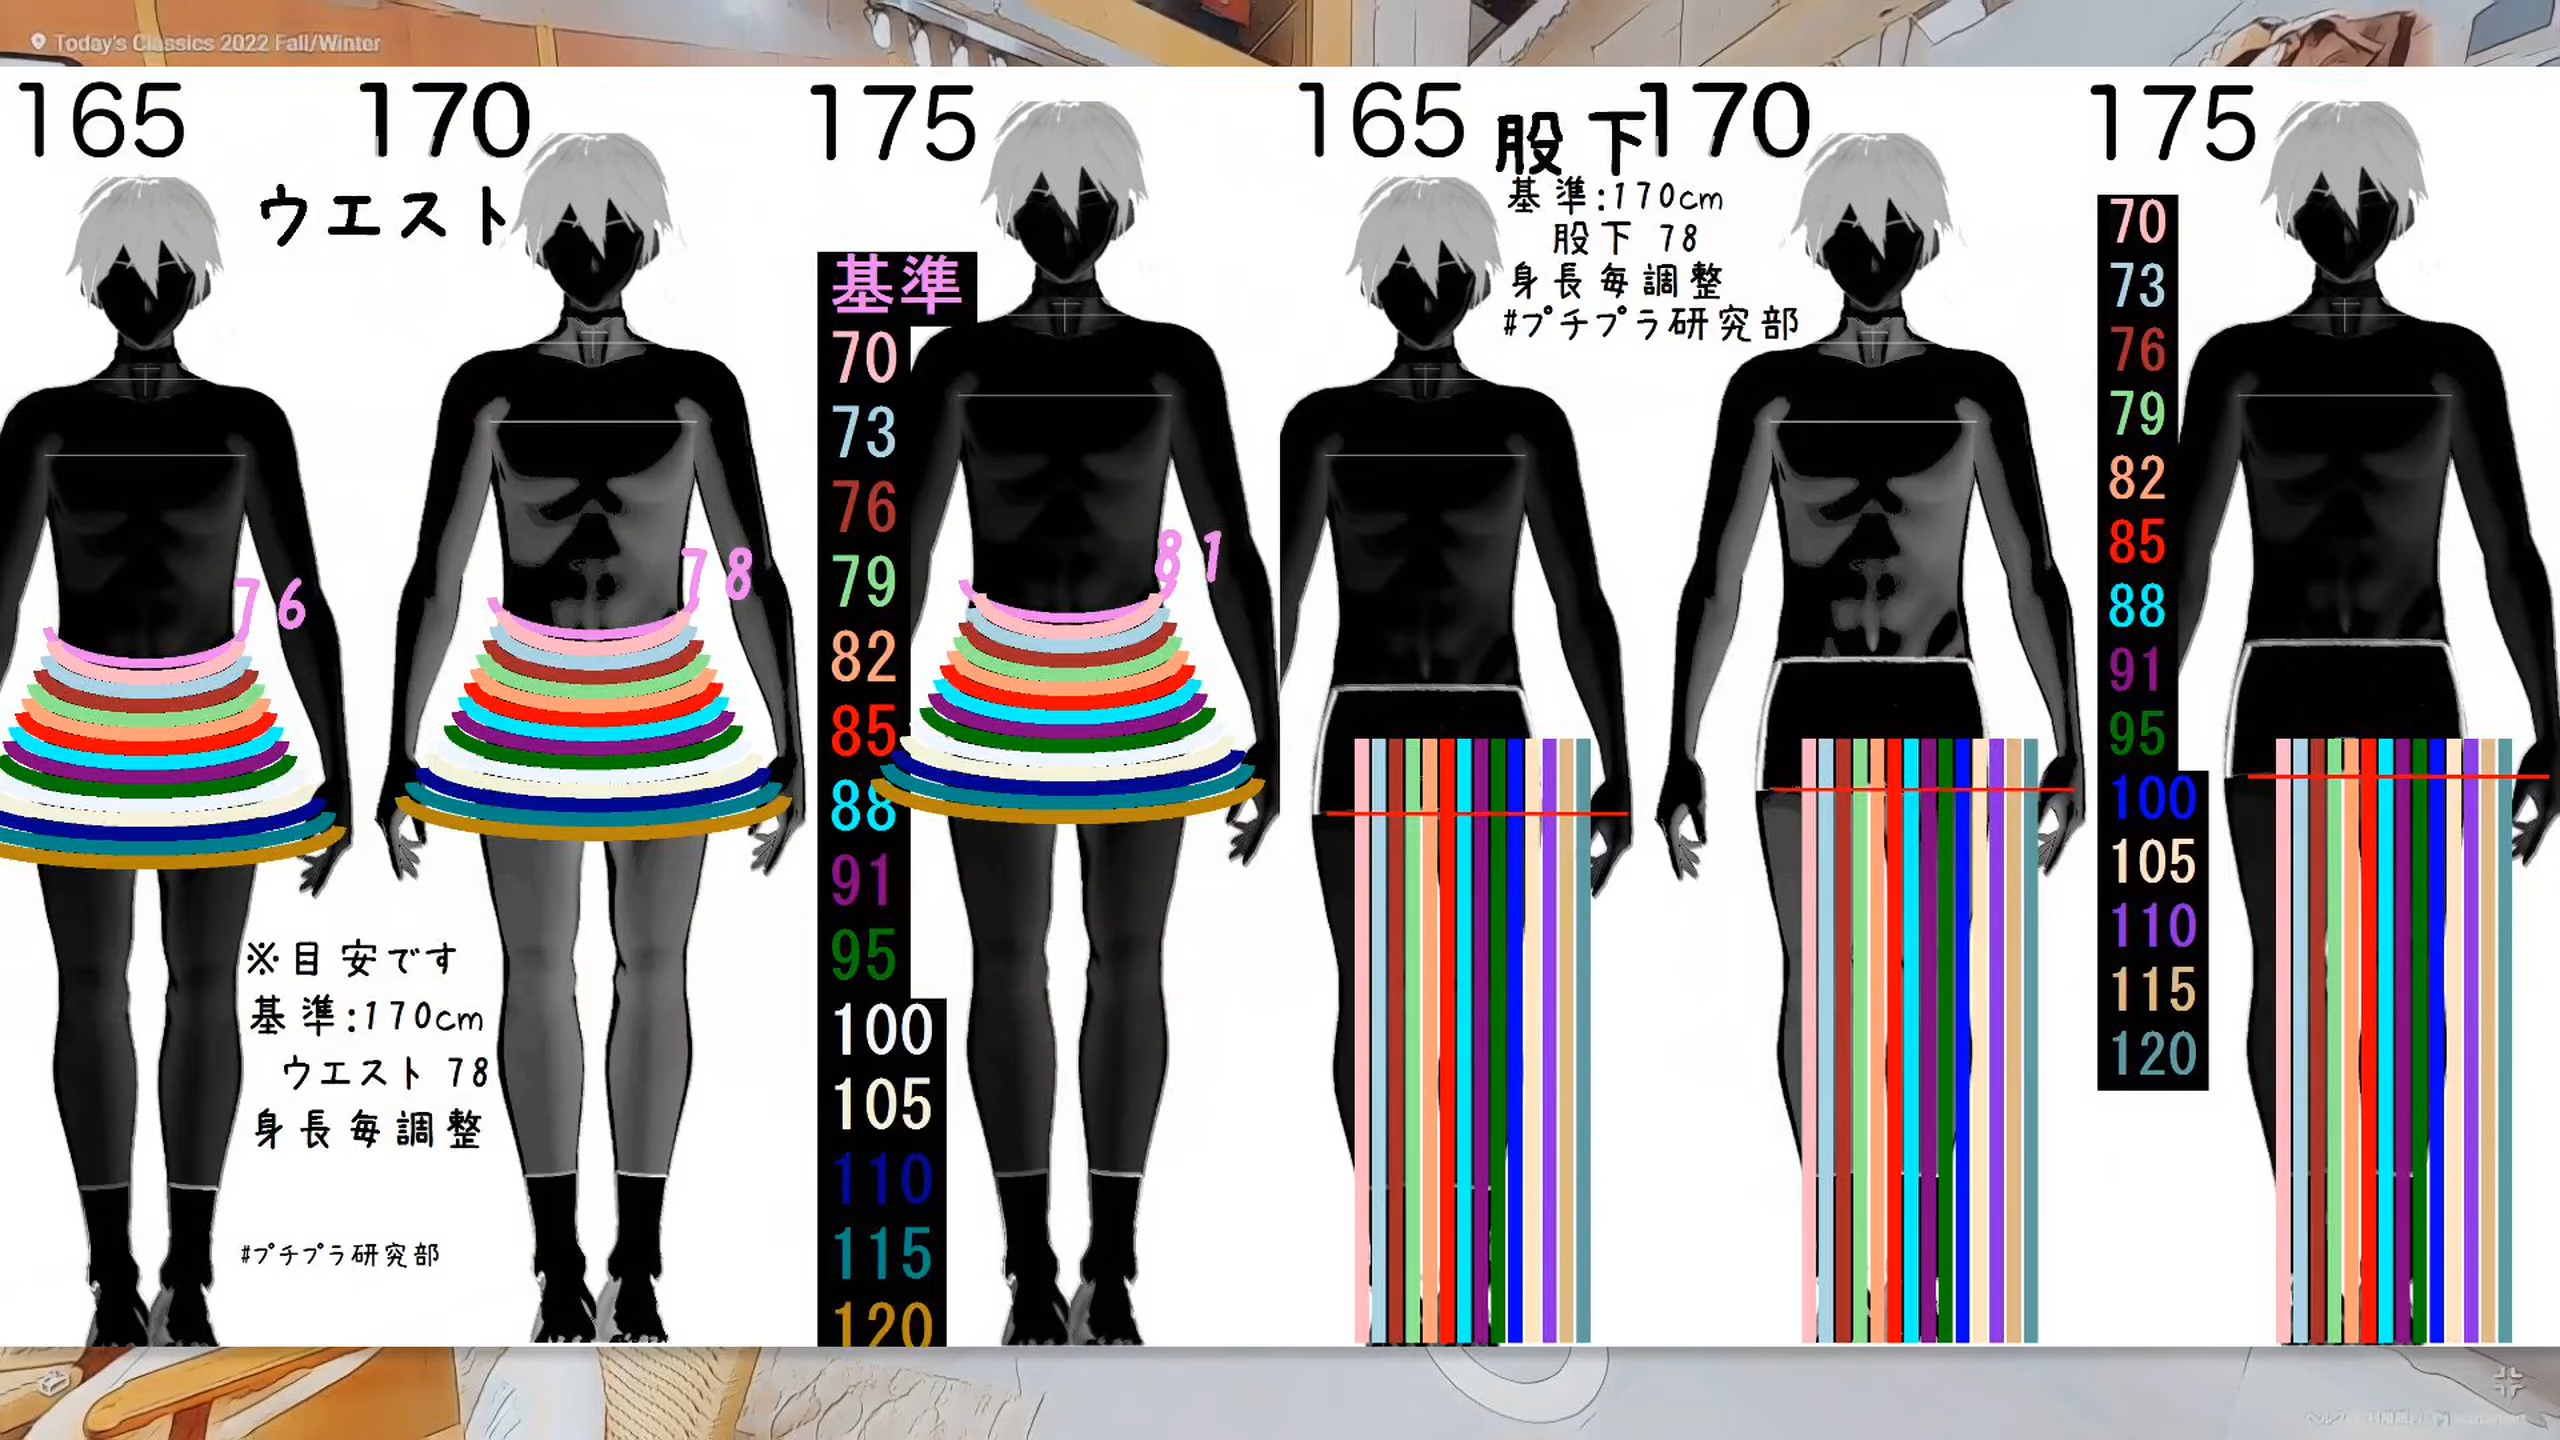 Today's Classics 2022 Fall/Winter
165
170
175
ウエスト
基準
70
73
76
79
82
85
88
91
95
100
105
110
115
120
76
78
81
※目安です
基準:170cm
ウエスト 78
身長毎調整
#プチプラ研究部
165
股下
170
175
基準:170cm
股下 78
身長毎調整
#プチプラ研究部
70
73
76
79
82
85
88
91
95
100
105
110
115
120